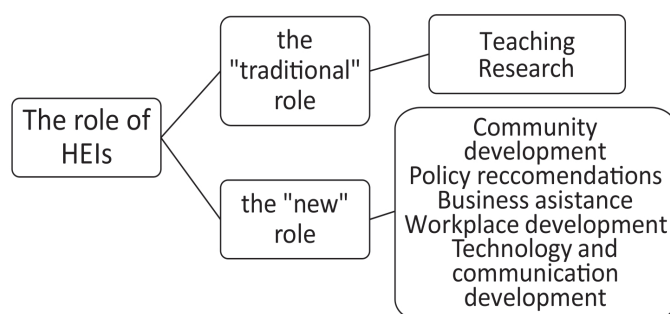 The role of
HEIs
the
"traditional"
role
Teaching
Research
the "new"
role
Community
development
Policy reccomendations
Business asistance
Workplace development
Technology and
communication
development